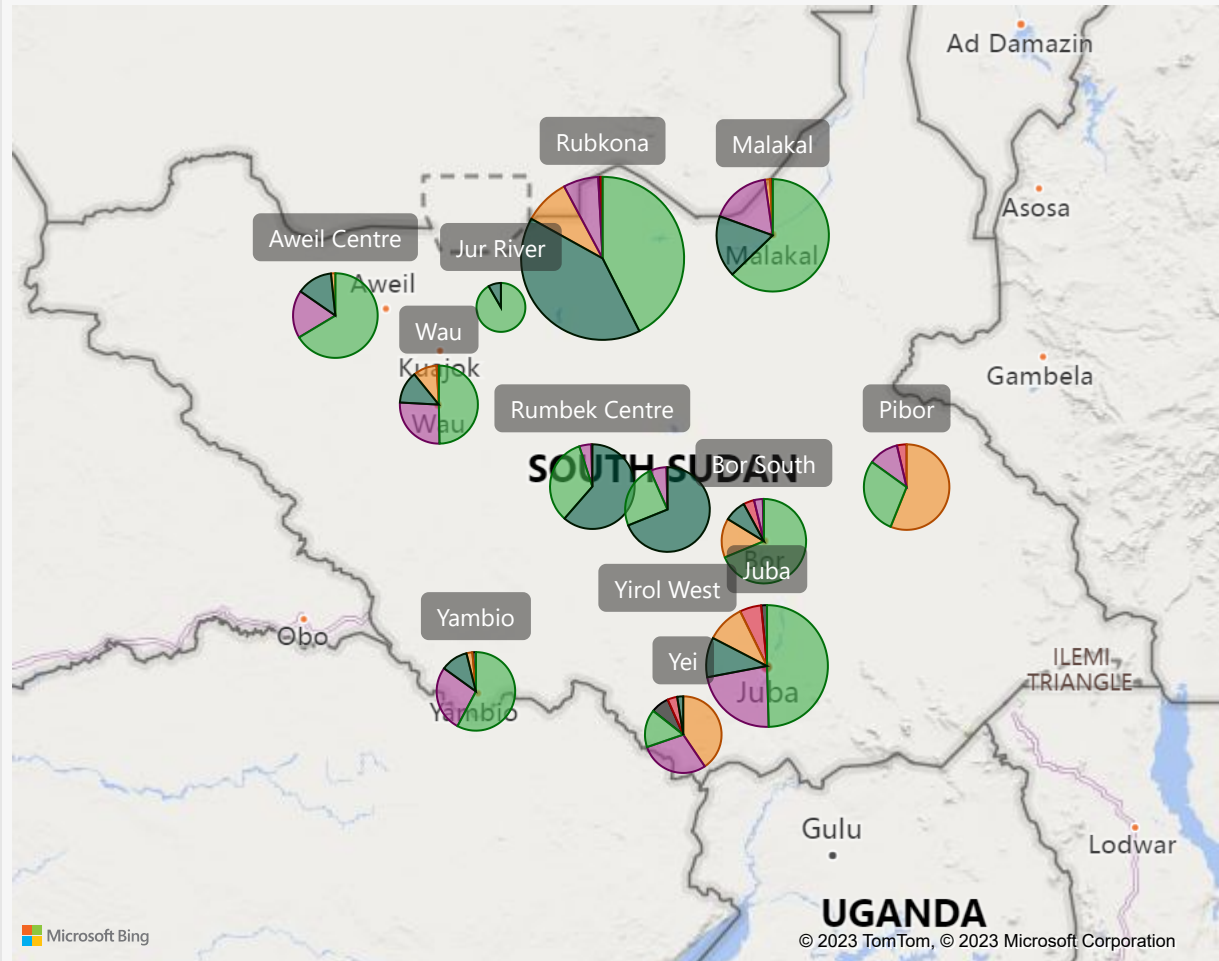 Ad Damazin
Rubkona
Malakal
Asosa
Aweil Centre
Jur River
Malakal
Aweil
Wau
Kuajok
Gambela
Wau
Rumbek Centre
Pibor
SOUTH SUDAN
Bor South
Bor
Juba
Yirol West
Yambio
Obo
Yei
ILEMI
TRIANGLE
Juba
Yambio
Gulu
Lodwar
UGANDA
Microsoft Bing
© 2023 TomTom, © 2023 Microsoft Corporation